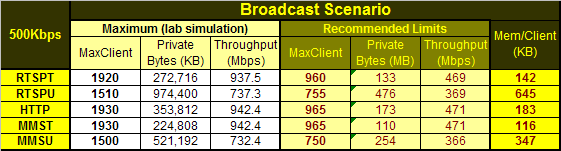 Broadcast Scenario
500Kbps
Maximum (lab simulation) Recommended Limits Mem/Client (KB)
MaxClient Private Bytes (KB) Throughput (Mbps) MaxClient Private Bytes (MB) Throughput (Mbps)
RTSPT 1920 272,716 937.5 960 133 469 142
RTSPU 1510 974,400 737.3 755 476 369 645
HTTP 1930 353,812 942.4 965 173 471 183
MMST 1930 224,808 942.4 965 110 471 116
MMSU 1500 521,192 732.4 750 254 366 347